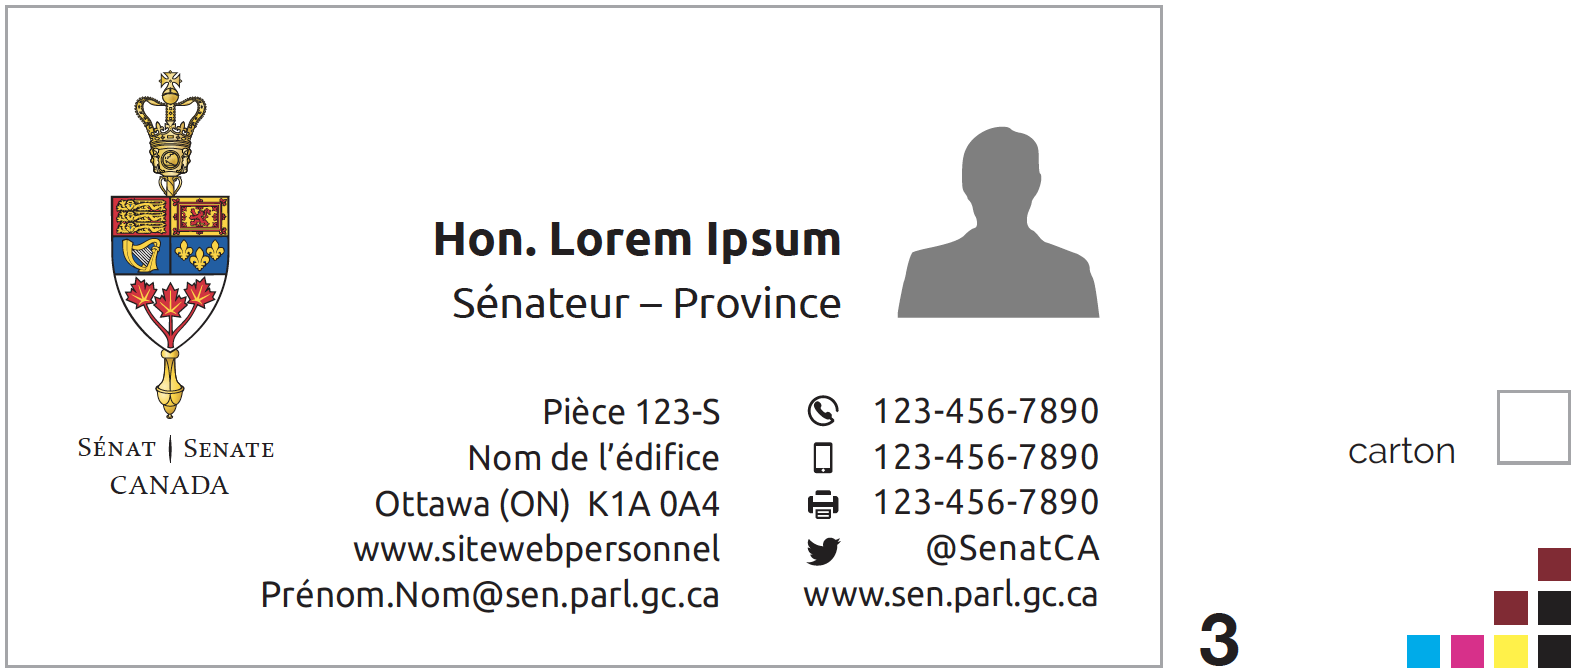 Hon. Lorem Ipsum
Sénateur – Province
SÉNAT | SENATE
CANADA
Pièce 123-S
Nom de l’édifice
Ottawa (ON) K1A 0A4
www.sitewebpersonnel
Prénom.Nom@sen.parl.gc.ca
123-456-7890
123-456-7890
123-456-7890
@SenatCA
www.sen.parl.gc.ca
carton
3